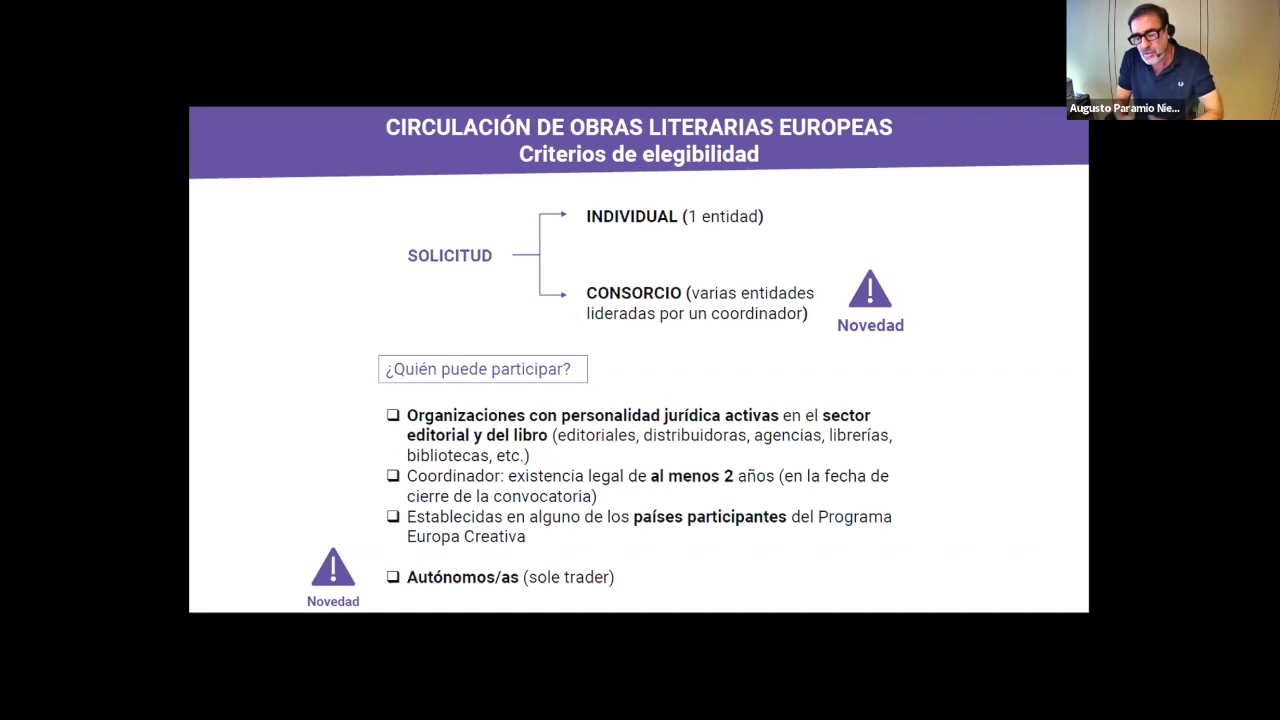 Augusto Paramio Nie...
CIRCULACIÓN DE OBRAS LITERARIAS EUROPEAS
Criterios de elegibilidad
INDIVIDUAL (1 entidad)
SOLICITUD
CONSORCIO (varias entidades
lideradas por un coordinador)
Novedad
¿Quién puede participar?
Organizaciones con personalidad jurídica activas en el sector
editorial y del libro (editoriales, distribuidoras, agencias, librerías,
bibliotecas, etc.)
Coordinador: existencia legal de al menos 2 años (en la fecha de
cierre de la convocatoria)
Establecidas en alguno de los países participantes del Programa
Europa Creativa
Autónomos/as (sole trader)
Novedad